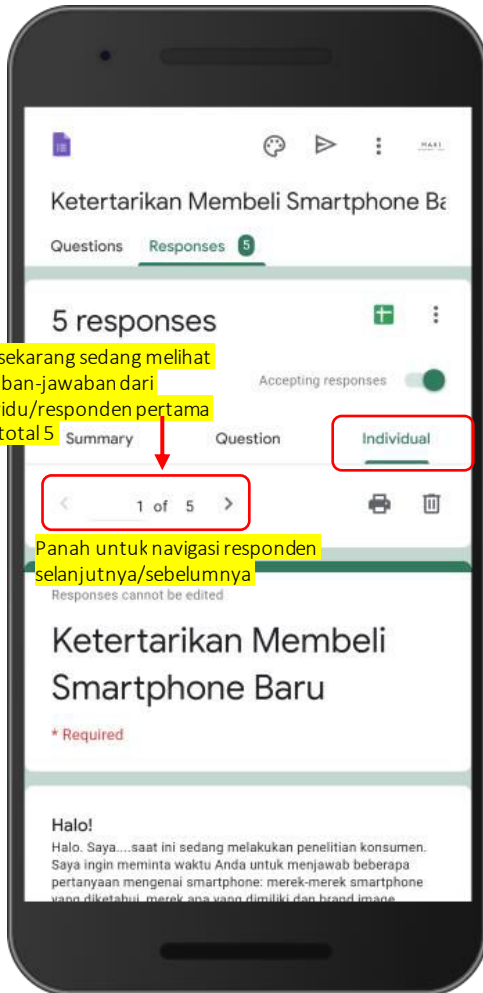 MAKI
Ketertarikan Membeli Smartphone Ba
Questions Responses 5
5 responses
sekarang sedang melihat
ban-jawaban dari
Accepting responses
idu/responden pertama
total 5
Summary Question Individual
1 of 5
Panah untuk navigasi responden
selanjutnya/sebelumnya
Responses cannot be edited
Ketertarikan Membeli
Smartphone Baru
* Required
Halo!
Halo. Saya....saat ini sedang melakukan penelitian konsumen.
Saya ingin meminta waktu Anda untuk menjawab beberapa
pertanyaan mengenai smartphone: merek-merek smartphone
yang diketahui, merek apa yang dimiliki dan brand image